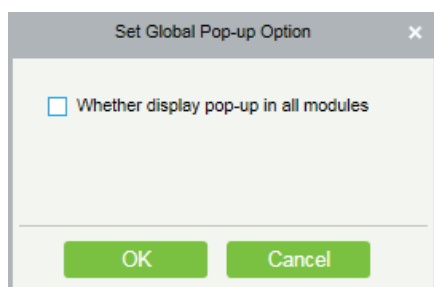 Set Global Pop-up Option
Whether display pop-up in all modules
OK Cancel